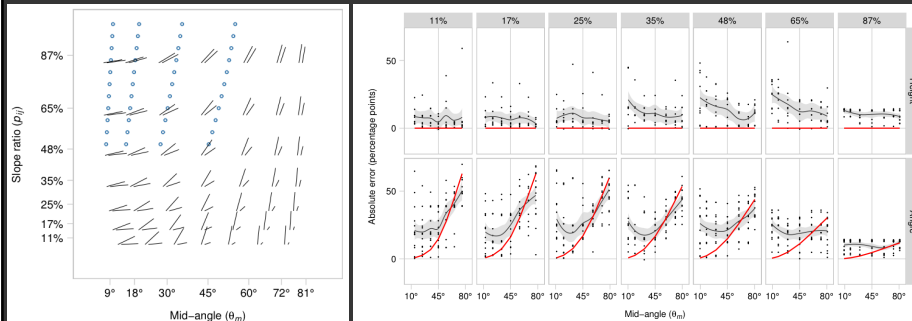 87%
65%
48%
35%
25%
17%
11%
Slope ratio (pij)
9° 18° 30° 45° 60° 72° 81°
Mid−angle (θm)
11% 17% 25% 35% 48% 65% 87%
50
0
50
0
Absolute error (percentage points)
10° 45° 80° 10° 45° 80° 10° 45° 80° 10° 45° 80° 10° 45° 80° 10° 45° 80° 10° 45° 80°
Mid−angle (θm)